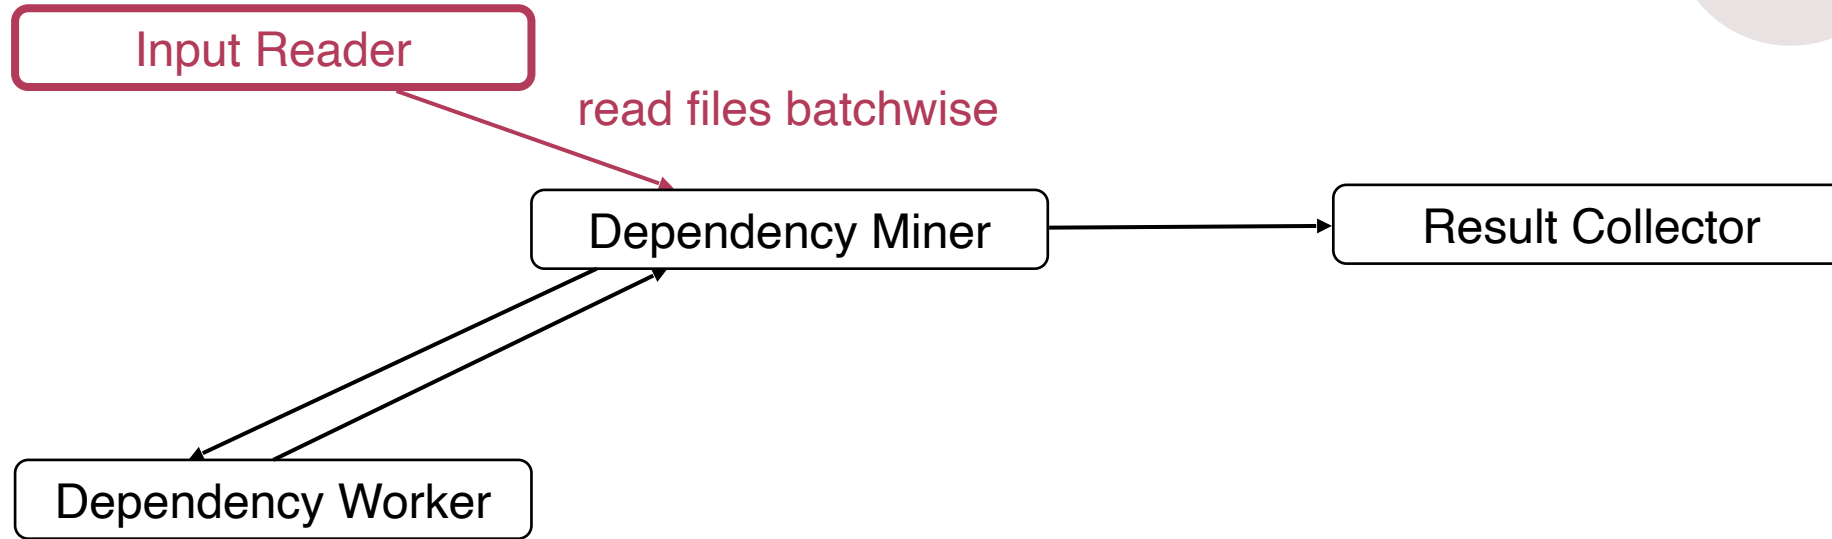 Input Reader
read files batchwise
Dependency Miner
Result Collector
Dependency Worker